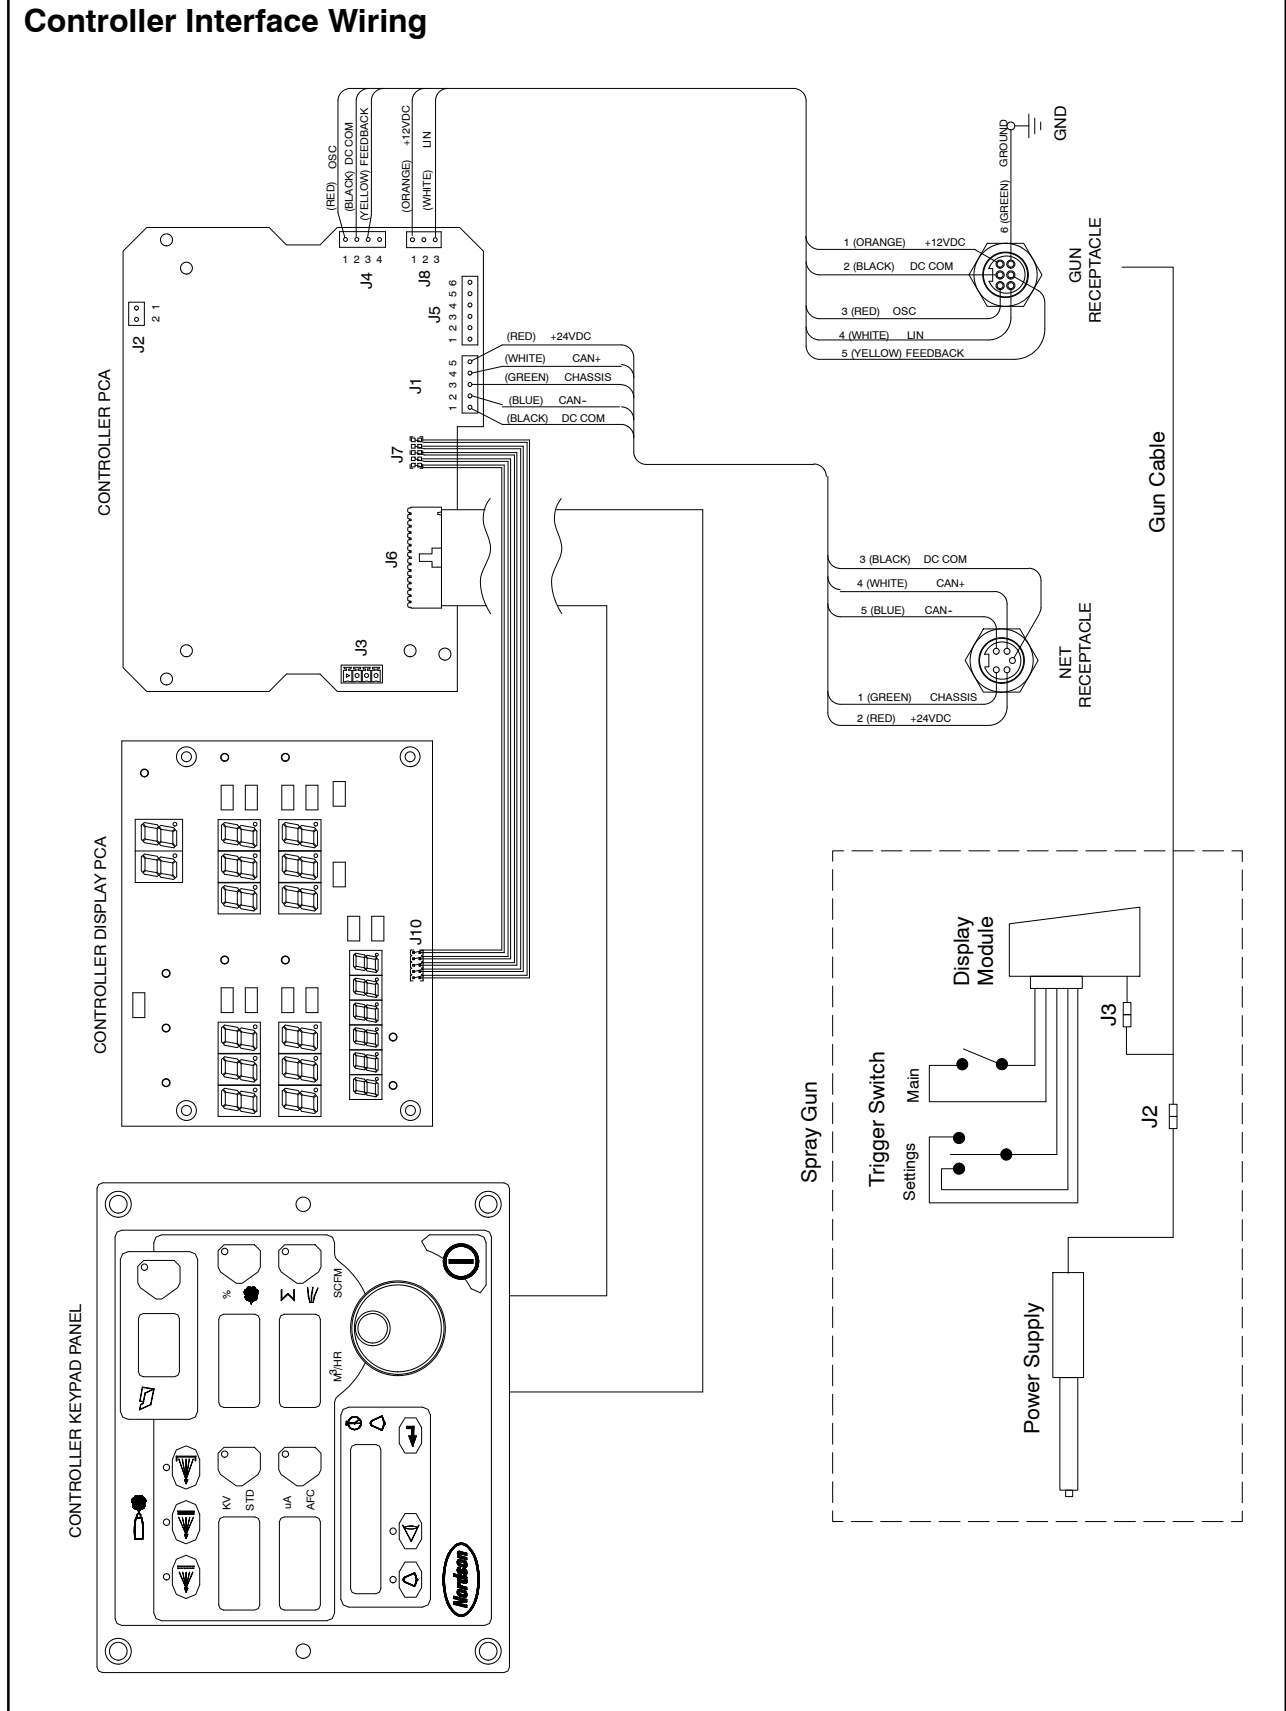 Controller Interface Wiring
(RED) OSC
(BLACK) DC COM
(YELLOW) FEEDBACK
(ORANGE) +12VDC
(WHITE) LIN
6 (GREEN) GROUND
GND
1 (ORANGE) +12VDC
2 (BLACK) DC COM
3 (RED) OSC
4 (WHITE) LIN
5 (YELLOW) FEEDBACK
GUN
RECEPTACLE
CONTROLLER PCA
J2
2 1
1 2 3 4
J4
1 2 3
J8
J5
1 2 3 4 5 6
J1
1 2 3 4 5
(RED) +24VDC
(WHITE) CAN+
(GREEN) CHASSIS
(BLUE) CAN-
(BLACK) DC COM
J7
J6
J3
Gun Cable
3 (BLACK) DC COM
4 (WHITE) CAN+
5 (BLUE) CAN-
1 (GREEN) CHASSIS
2 (RED) +24VDC
NET
RECEPTACLE
CONTROLLER DISPLAY PCA
J10
Spray Gun
Trigger Switch
Main
Settings
Display
Module
J3
J2
Power Supply
CONTROLLER KEYPAD PANEL
%
SCFM
M3/HR
KV
STD
uA
AFC
Nordson